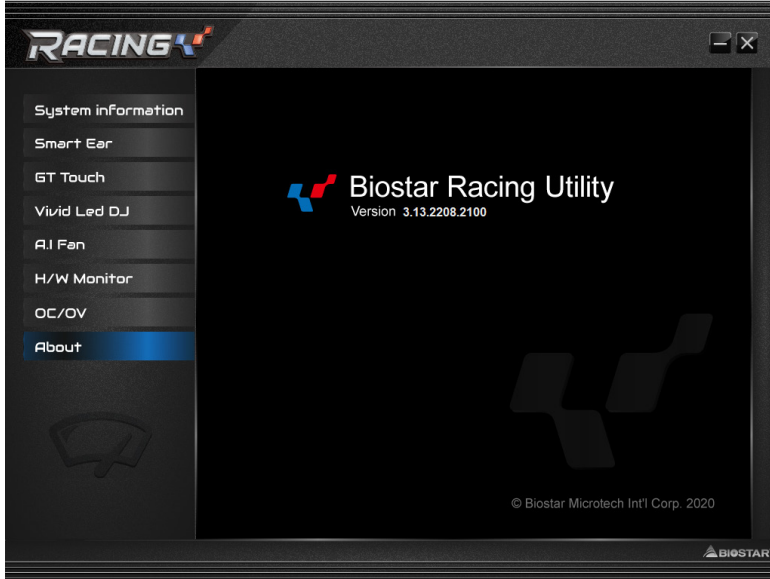 RACING
System information
Smart Ear
GT Touch
Vivid Led DJ
A.I Fan
H/W Monitor
OC/OV
About
Biostar Racing Utility
Version 3.13.2208.2100
© Biostar Microtech Int'l Corp. 2020
BIOSTAR